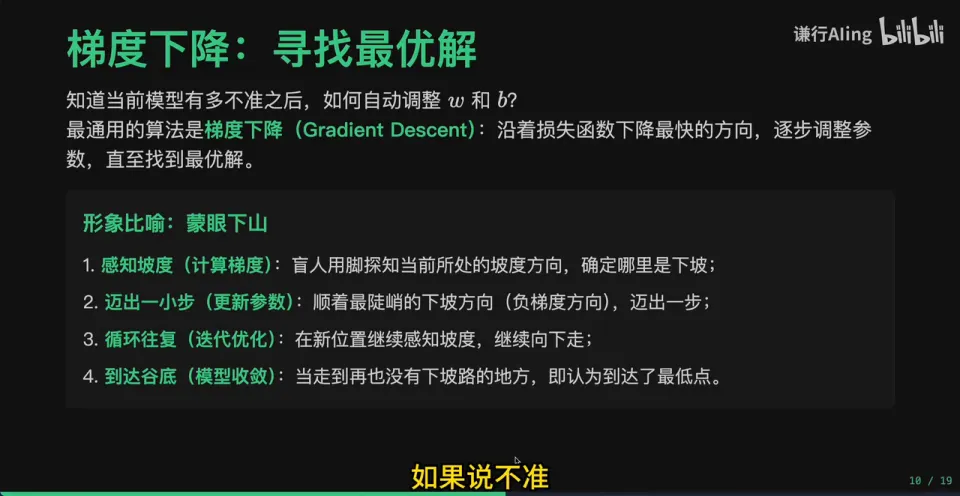 梯度下降：寻找最优解
谦行AIing bilibili
知道当前模型有多不准之后，如何自动调整 w 和 b?
最通用的算法是梯度下降（Gradient Descent）：沿着损失函数下降最快的方向，逐步调整参
数，直至找到最优解。
形象比喻：蒙眼下山
1. 感知坡度（计算梯度）：盲人用脚探知当前所处的坡度方向，确定哪里是下坡；
2. 迈出一小步（更新参数）：顺着最陡峭的下坡方向（负梯度方向），迈出一步；
3. 循环往复（迭代优化）：在新位置继续感知坡度，继续向下走；
4. 到达谷底（模型收敛）：当走到再也没有下坡路的地方，即认为到达了最低点。
如果说不准
10 / 19